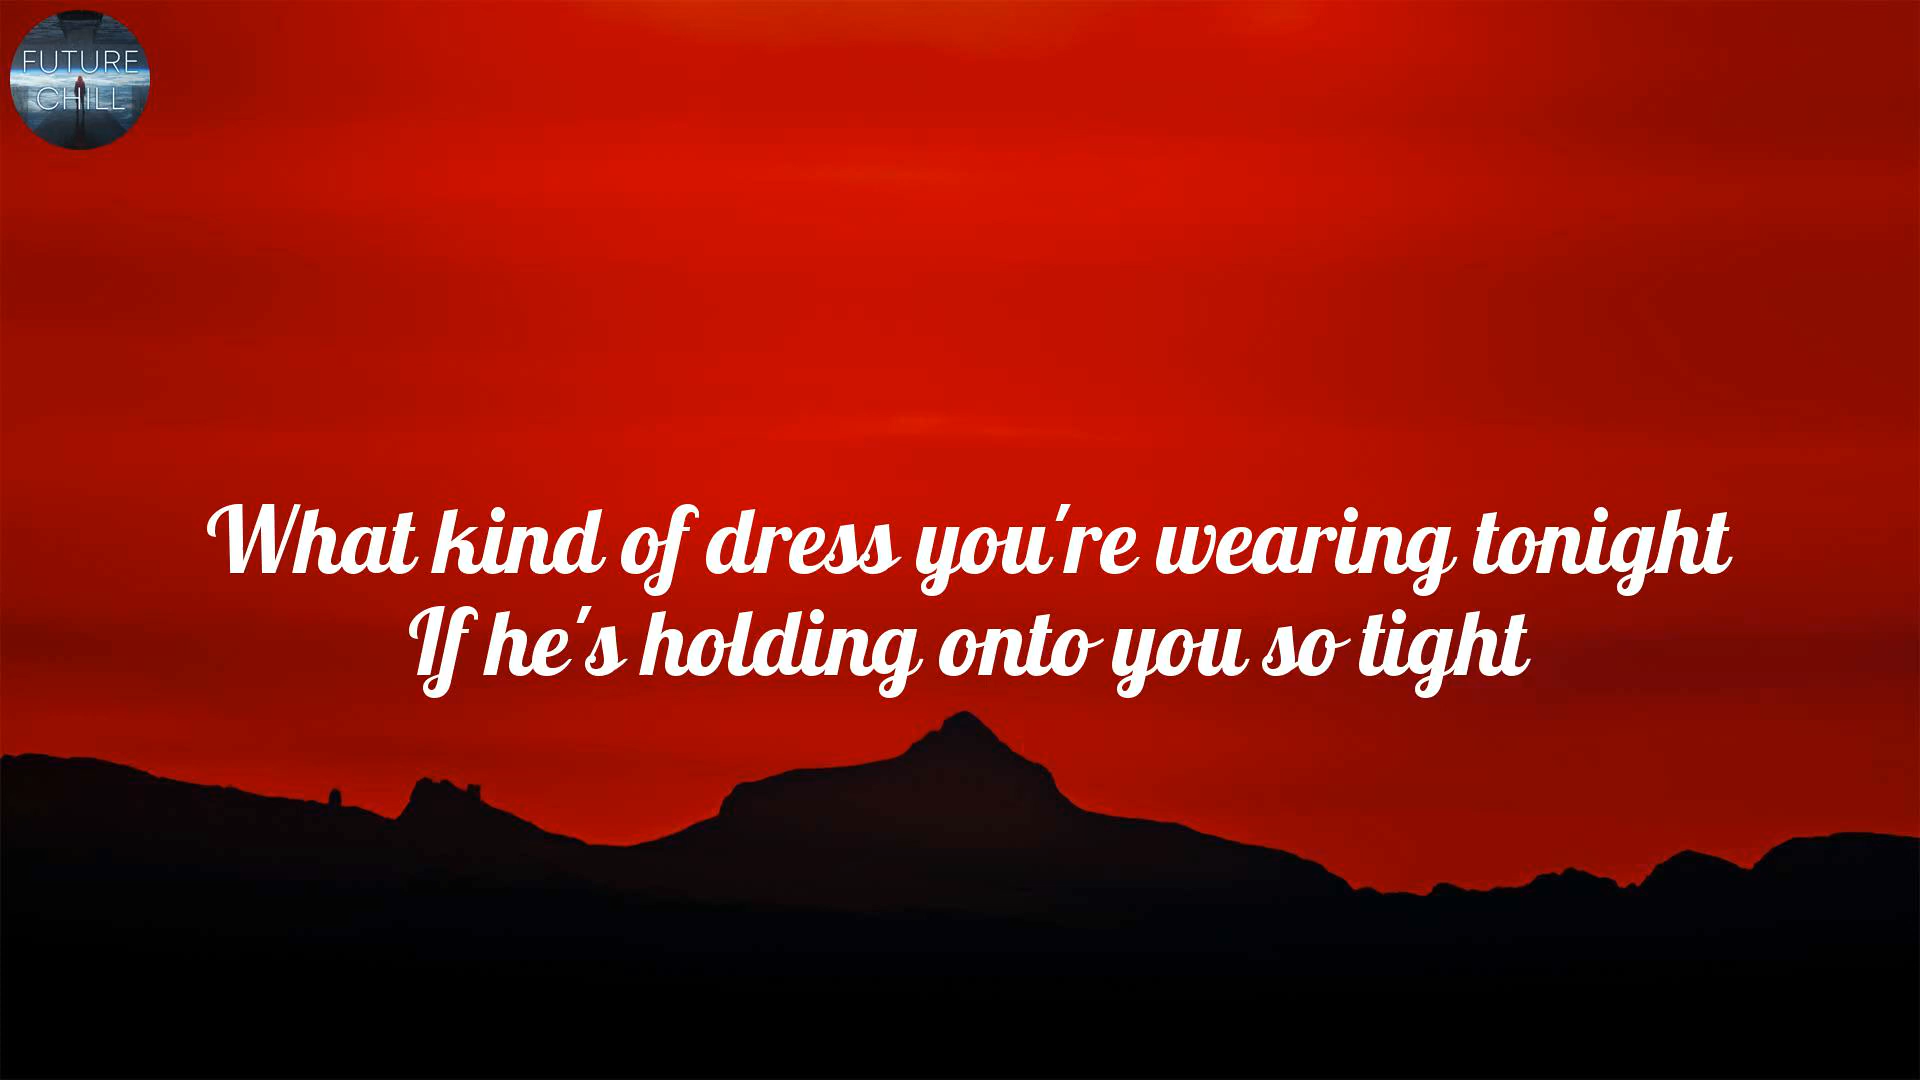 FUTURE
CHILL
What kind of dress you're wearing tonight
If he's holding onto you so tight